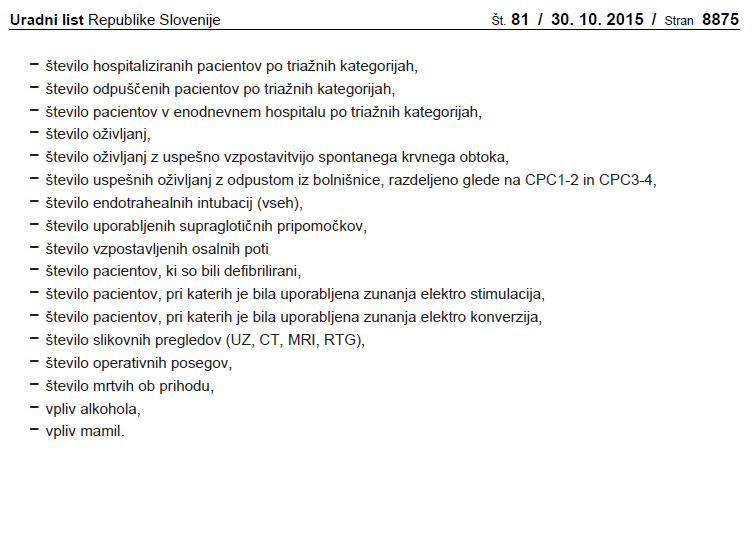 Uradni list Republike Slovenije Št. 81 / 30. 10. 2015 / Stran 8875
– število hospitaliziranih pacientov po triažnih kategorijah,
– število odpuščenih pacientov po triažnih kategorijah,
– število pacientov v enodnevnem hospitalu po triažnih kategorijah,
– število oživljanj,
– število oživljanj z uspešno vzpostavitvijo spontanega krvnega obtoka,
– število uspešnih oživljanj z odpustom iz bolnišnice, razdeljeno glede na CPC1-2 in CPC3-4,
– število endotrahealnih intubacij (vseh),
– število uporabljenih supraglotičnih pripomočkov,
– število vzpostavljenih osalnih poti
– število pacientov, ki so bili defibrilirani,
– število pacientov, pri katerih je bila uporabljena zunanja elektro stimulacija,
– število pacientov, pri katerih je bila uporabljena zunanja elektro konverzija,
– število slikovnih pregledov (UZ, CT, MRI, RTG),
– število operativnih posegov,
– število mrtvih ob prihodu,
– vpliv alkohola,
– vpliv mamil.